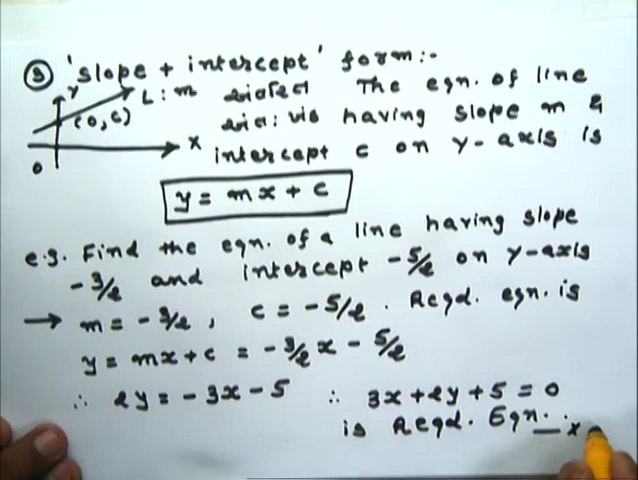 ③ 'slope + intercept' form:-
Y L: m The eqn. of line
(0, c) having slope m &
X intercept c on Y-axis is
0
y = mx + c
e.g. Find the eqn. of a line having slope
-3/2 and intercept -5/2 on Y-axis
→ m = -3/2, c = -5/2. Reqd. eqn. is
y = mx + c = -3/2 x - 5/2
∴ 2y = -3x - 5 ∴ 3x + 2y + 5 = 0
is Reqd. Eqn. x